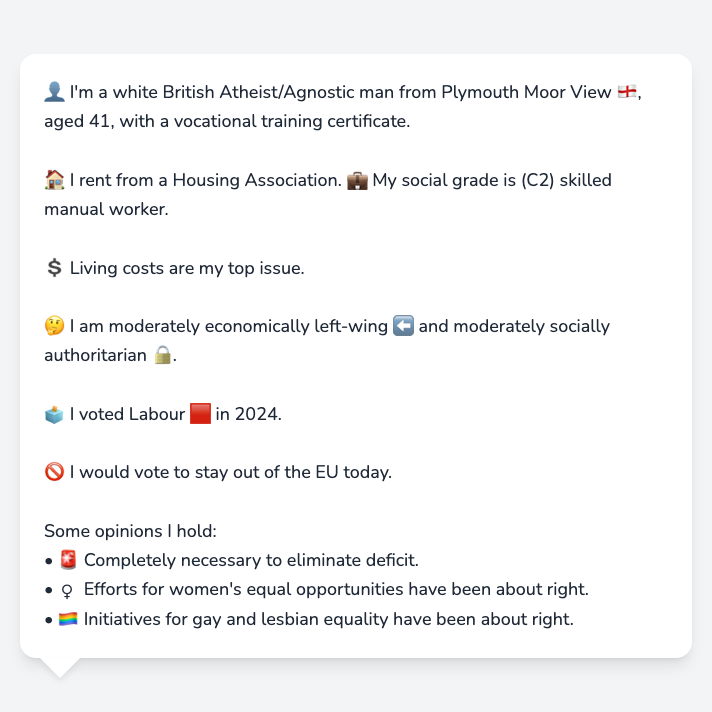 👤 I'm a white British Atheist/Agnostic man from Plymouth Moor View 🏴󠁧󠁢󠁥󠁮󠁧󠁿,
aged 41, with a vocational training certificate.
🏠 I rent from a Housing Association. 💼 My social grade is (C2) skilled
manual worker.
💲 Living costs are my top issue.
🤔 I am moderately economically left-wing ⬅️ and moderately socially
authoritarian 🔒.
🗳️ I voted Labour 🟥 in 2024.
🚫 I would vote to stay out of the EU today.
Some opinions I hold:
• 🚨 Completely necessary to eliminate deficit.
• ♀ Efforts for women's equal opportunities have been about right.
• 🏳️‍🌈 Initiatives for gay and lesbian equality have been about right.